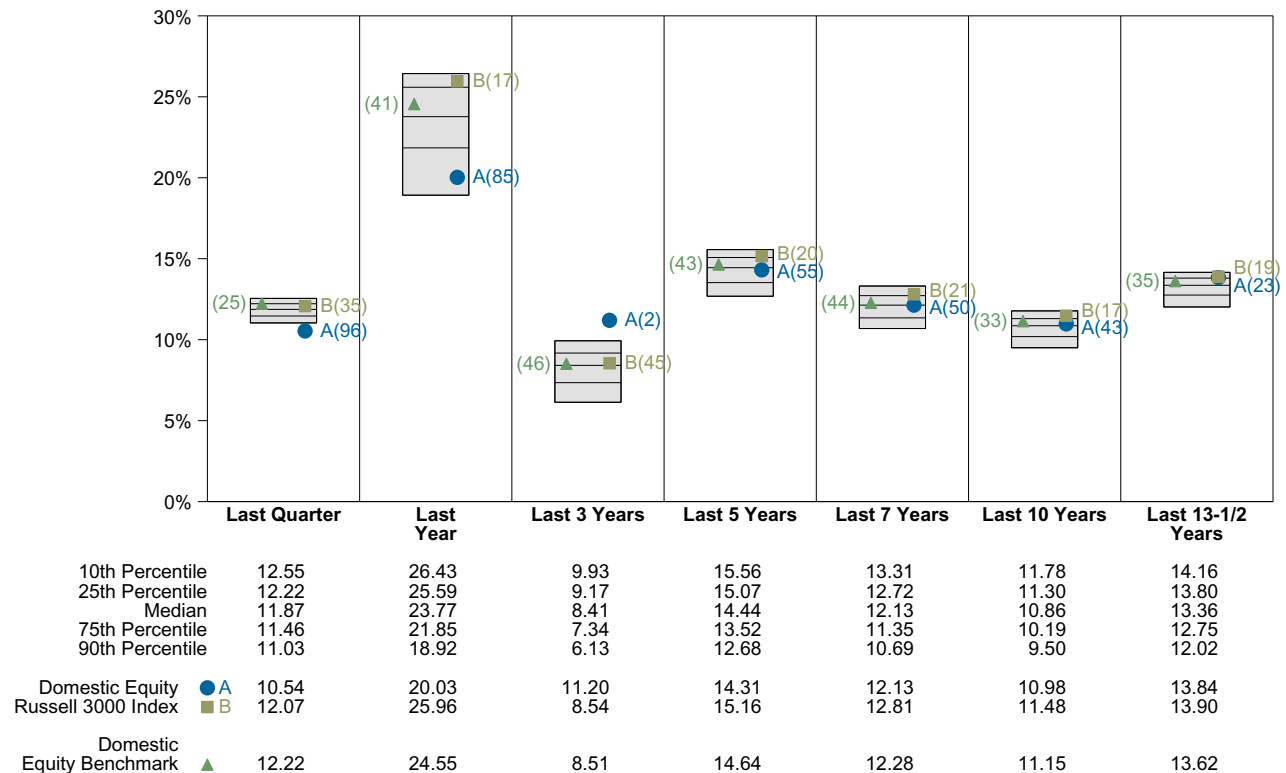 30%
25%
20%
15%
10%
5%
0%
(25)
B(35)
A(96)
(41)
B(17)
A(85)
A(2)
(46)
B(45)
(43)
B(20)
A(55)
(44)
B(21)
A(50)
(33)
B(17)
A(43)
(35)
B(19)
A(23)
Last Quarter
Last
Year
Last 3 Years
Last 5 Years
Last 7 Years
Last 10 Years
Last 13-1/2
Years
10th Percentile 12.55 26.43 9.93 15.56 13.31 11.78 14.16
25th Percentile 12.22 25.59 9.17 15.07 12.72 11.30 13.80
Median 11.87 23.77 8.41 14.44 12.13 10.86 13.36
75th Percentile 11.46 21.85 7.34 13.52 11.35 10.19 12.75
90th Percentile 11.03 18.92 6.13 12.68 10.69 9.50 12.02
Domestic Equity A 10.54 20.03 11.20 14.31 12.13 10.98 13.84
Russell 3000 Index B 12.07 25.96 8.54 15.16 12.81 11.48 13.90
Domestic
Equity Benchmark 12.22 24.55 8.51 14.64 12.28 11.15 13.62